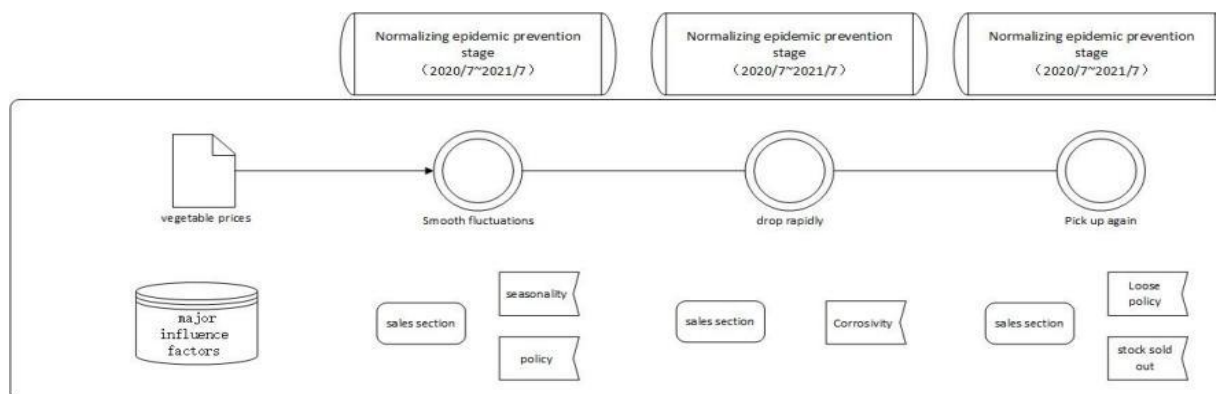 Normalizing epidemic prevention
stage
（2020/7~2021/7）
Normalizing epidemic prevention
stage
（2020/7~2021/7）
Normalizing epidemic prevention
stage
（2020/7~2021/7）
vegetable prices
Smooth fluctuations
drop rapidly
Pick up again
major
influence
factors
sales section
seasonality
policy
sales section
Corrosivity
sales section
Loose
policy
stock sold
out